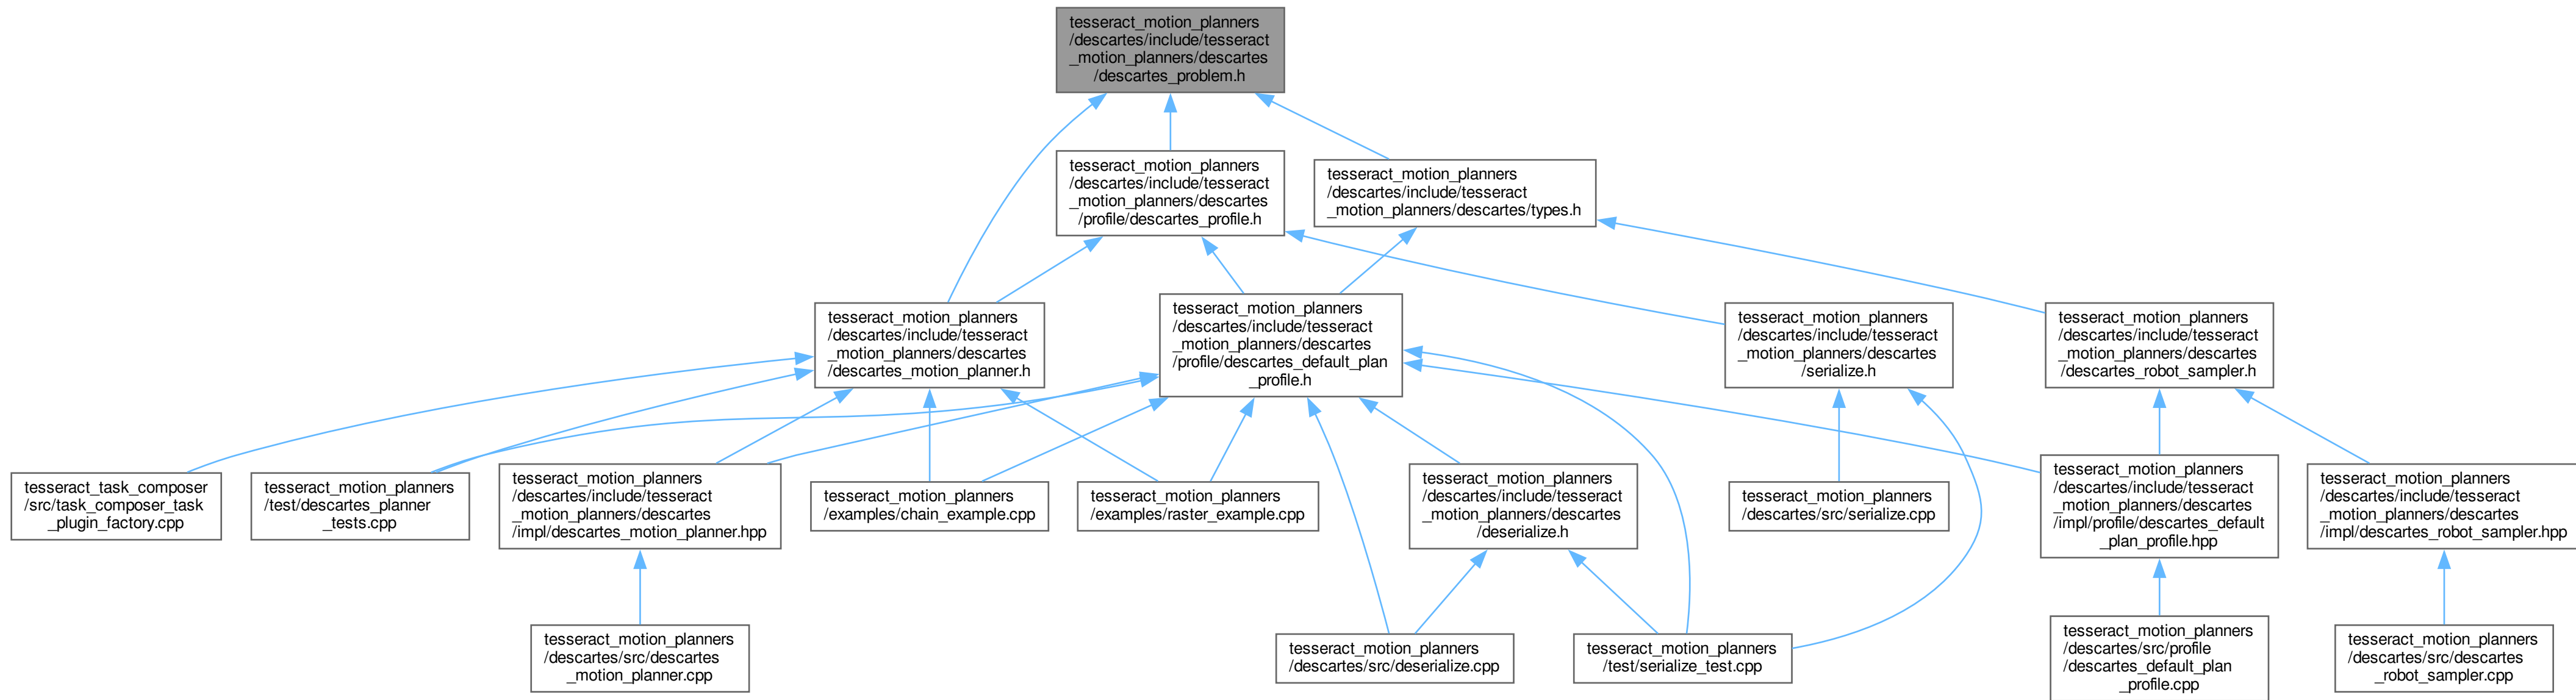 tesseract_motion_planners
/descartes/include/tesseract
_motion_planners/descartes
/descartes_problem.h
tesseract_motion_planners
/descartes/include/tesseract
_motion_planners/descartes
/profile/descartes_profile.h
tesseract_motion_planners
/descartes/include/tesseract
_motion_planners/descartes/types.h
tesseract_motion_planners
/descartes/include/tesseract
_motion_planners/descartes
/descartes_motion_planner.h
tesseract_motion_planners
/descartes/include/tesseract
_motion_planners/descartes
/profile/descartes_default_plan
_profile.h
tesseract_motion_planners
/descartes/include/tesseract
_motion_planners/descartes
/serialize.h
tesseract_motion_planners
/descartes/include/tesseract
_motion_planners/descartes
/descartes_robot_sampler.h
tesseract_task_composer
/src/task_composer_task
_plugin_factory.cpp
tesseract_motion_planners
/test/descartes_planner
_tests.cpp
tesseract_motion_planners
/descartes/include/tesseract
_motion_planners/descartes
/impl/descartes_motion_planner.hpp
tesseract_motion_planners
/examples/chain_example.cpp
tesseract_motion_planners
/examples/raster_example.cpp
tesseract_motion_planners
/descartes/include/tesseract
_motion_planners/descartes
/deserialize.h
tesseract_motion_planners
/descartes/src/serialize.cpp
tesseract_motion_planners
/descartes/include/tesseract
_motion_planners/descartes
/impl/profile/descartes_default
_plan_profile.hpp
tesseract_motion_planners
/descartes/include/tesseract
_motion_planners/descartes
/impl/descartes_robot_sampler.hpp
tesseract_motion_planners
/descartes/src/descartes
_motion_planner.cpp
tesseract_motion_planners
/descartes/src/deserialize.cpp
tesseract_motion_planners
/test/serialize_test.cpp
tesseract_motion_planners
/descartes/src/profile
/descartes_default_plan
_profile.cpp
tesseract_motion_planners
/descartes/src/descartes
_robot_sampler.cpp